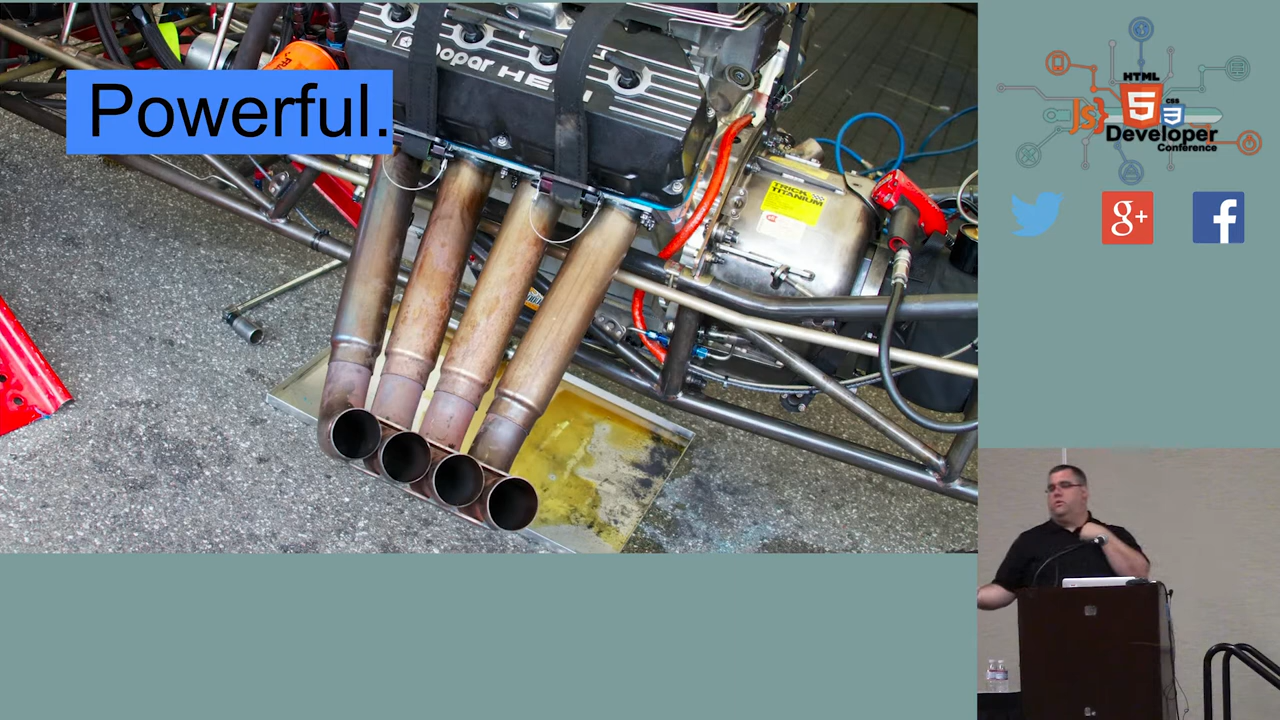 Powerful.
mopar HEMI
TRICK
TITANIUM
HTML
5
CSS
3
JS}
Developer
Conference
g+
f